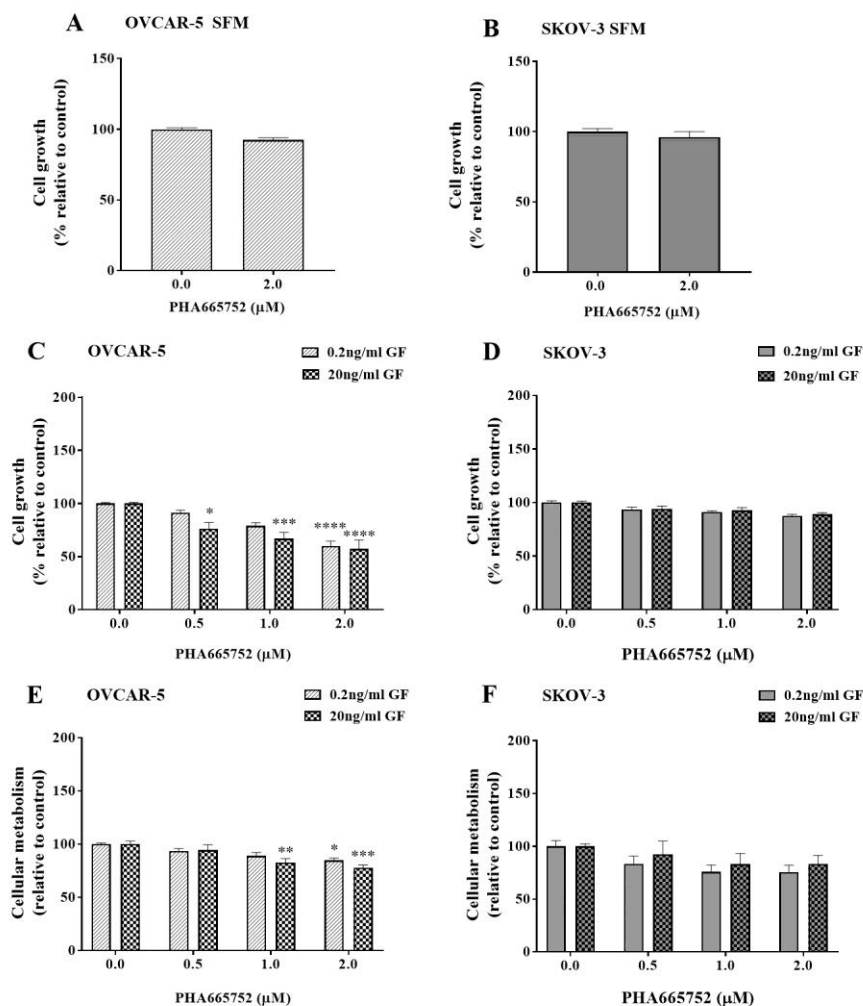 A OVCAR-5 SFM
150
100
50
0
Cell growth
(% relative to control)
0.0 2.0
PHA665752 (µM)
B SKOV-3 SFM
150
100
50
0
Cell growth
(% relative to control)
0.0 2.0
PHA665752 (µM)
C OVCAR-5
0.2ng/ml GF
20ng/ml GF
200
150
100
50
0
Cell growth
(% relative to control)
* *** **** ****
0.0 0.5 1.0 2.0
PHA665752 (µM)
D SKOV-3
0.2ng/ml GF
20ng/ml GF
200
150
100
50
0
Cell growth
(% relative to control)
0.0 0.5 1.0 2.0
PHA665752 (µM)
E OVCAR-5
0.2ng/ml GF
20ng/ml GF
200
150
100
50
0
Cellular metabolism
(relative to control)
** * ***
0.0 0.5 1.0 2.0
PHA665752 (µM)
F SKOV-3
0.2ng/ml GF
20ng/ml GF
200
150
100
50
0
Cellular metabolism
(relative to control)
0.0 0.5 1.0 2.0
PHA665752 (µM)